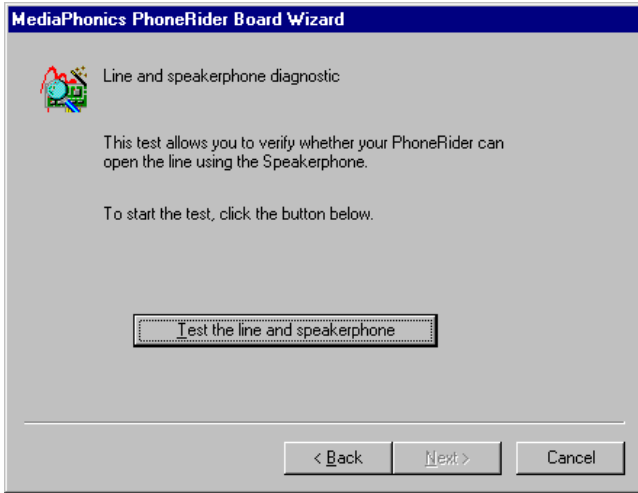 MediaPhonics PhoneRider Board Wizard
Line and speakerphone diagnostic
This test allows you to verify whether your PhoneRider can
open the line using the Speakerphone.
To start the test, click the button below.
Test the line and speakerphone
< Back Next > Cancel